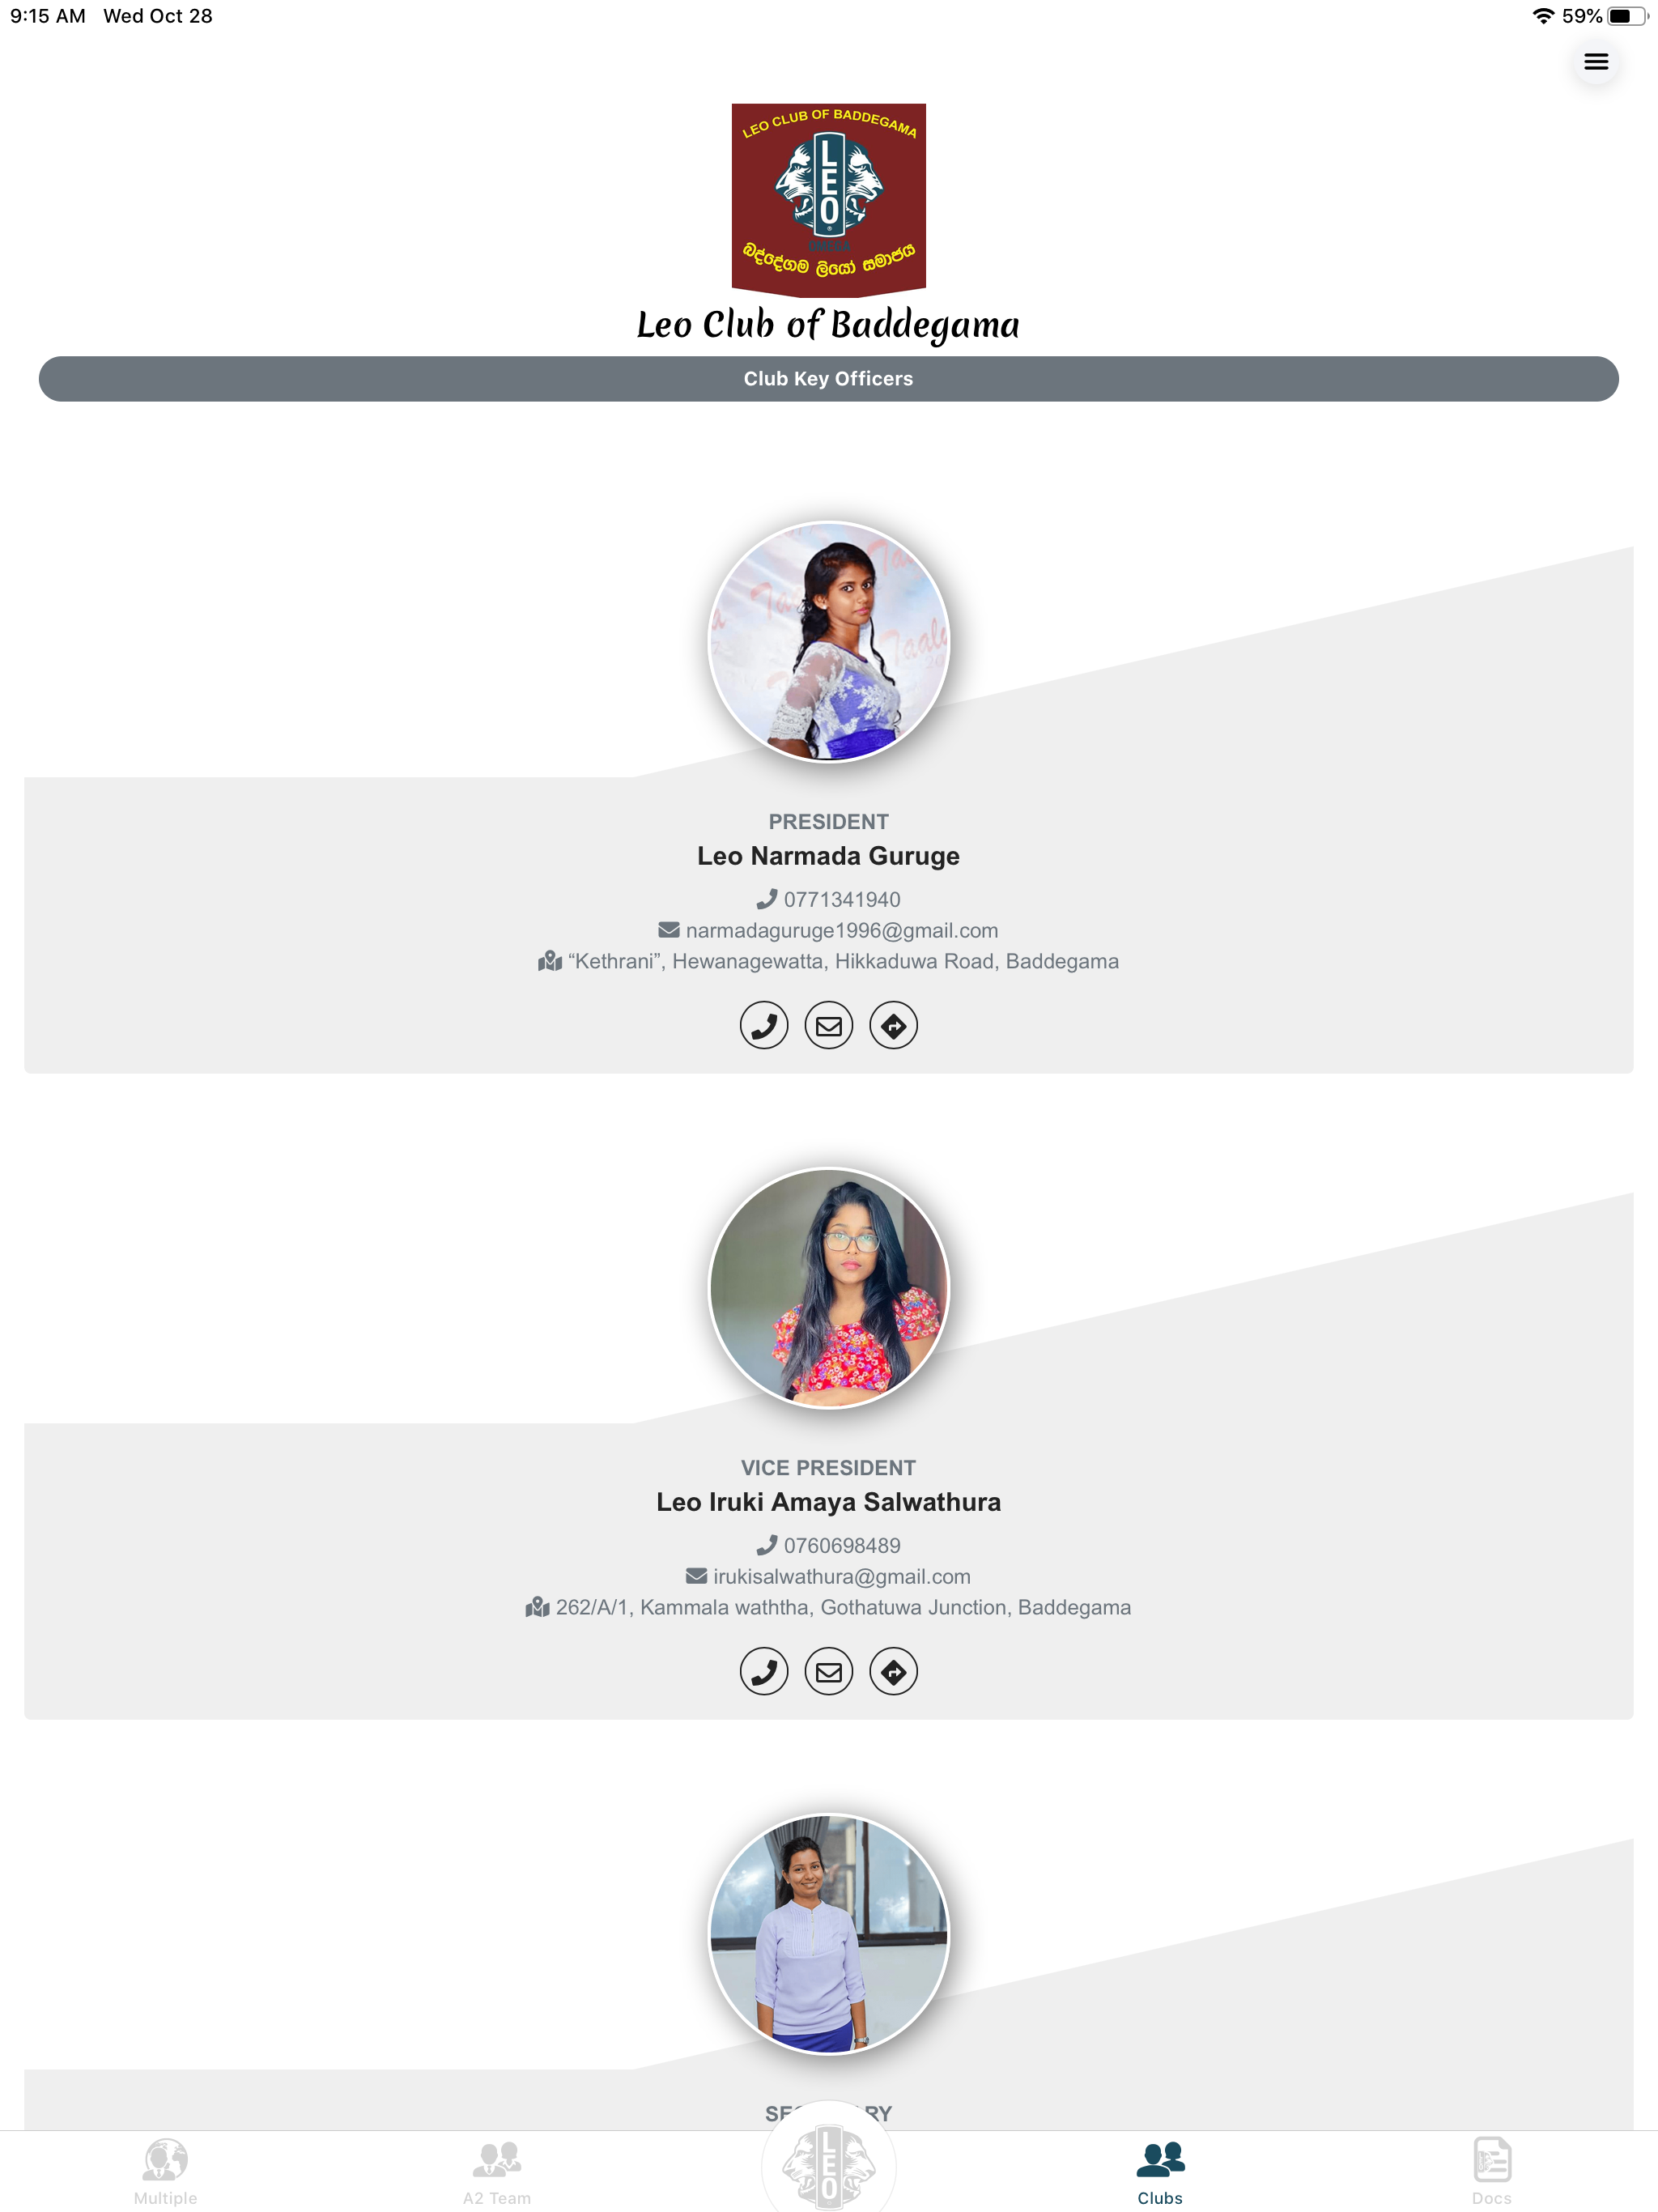 9:15 AM Wed Oct 28
59%
LEO CLUB OF BADDEGAMA
LEO
OMEGA
බද්දේගම ලියෝ සමාජය
Leo Club of Baddegama
Club Key Officers
PRESIDENT
Leo Narmada Guruge
0771341940
narmadaguruge1996@gmail.com
“Kethrani”, Hewanagewatta, Hikkaduwa Road, Baddegama
VICE PRESIDENT
Leo Iruki Amaya Salwathura
0760698489
irukisalwathura@gmail.com
262/A/1, Kammala waththa, Gothatuwa Junction, Baddegama
LEO
Multiple A2 Team Clubs Docs